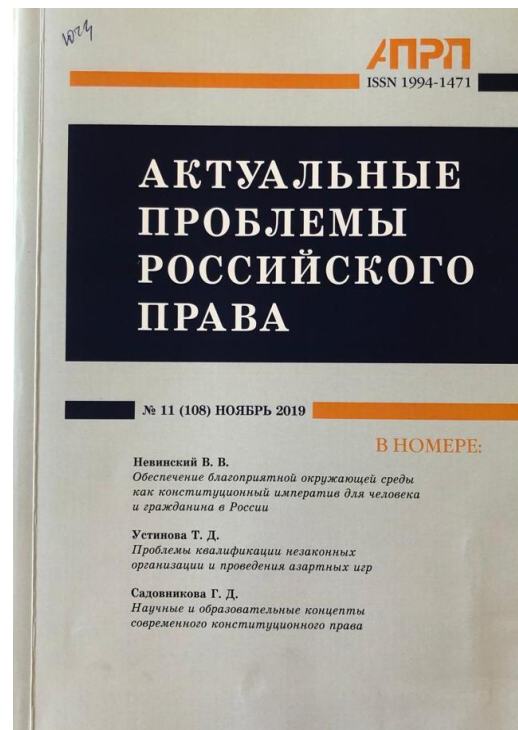 АПРП
ISSN 1994-1471
АКТУАЛЬНЫЕ
ПРОБЛЕМЫ
РОССИЙСКОГО
ПРАВА
№ 11 (108) НОЯБРЬ 2019
В НОМЕРЕ:
Невинский В. В.
Обеспечение благоприятной окружающей среды
как конституционный императив для человека
и гражданина в России
Устинова Т. Д.
Проблемы квалификации незаконных
организации и проведения азартных игр
Садовникова Г. Д.
Научные и образовательные концепты
современного конституционного права